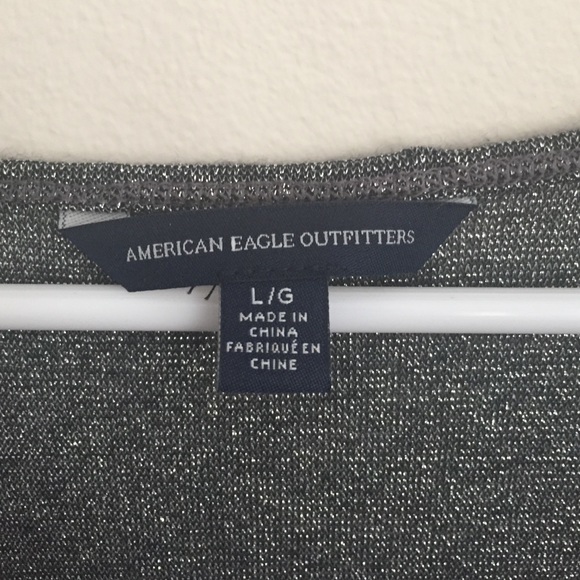 AMERICAN EAGLE OUTFITTERS
L/G
MADE IN
CHINA
FABRIQUÉ EN
CHINE